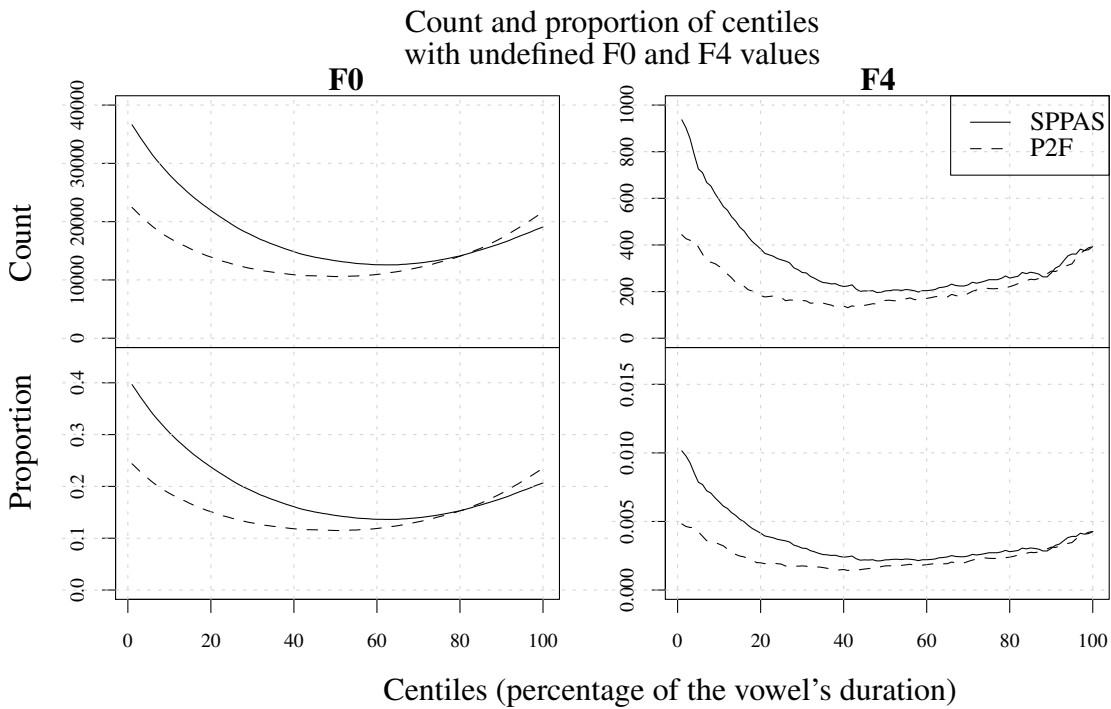 Count and proportion of centiles
with undefined F0 and F4 values
F0
F4
Count
0
10000
20000
30000
40000
0
200
400
600
800
1000
SPPAS
P2F
Proportion
0.0
0.1
0.2
0.3
0.4
0.000
0.005
0.010
0.015
0 20 40 60 80 100
0 20 40 60 80 100
Centiles (percentage of the vowel's duration)